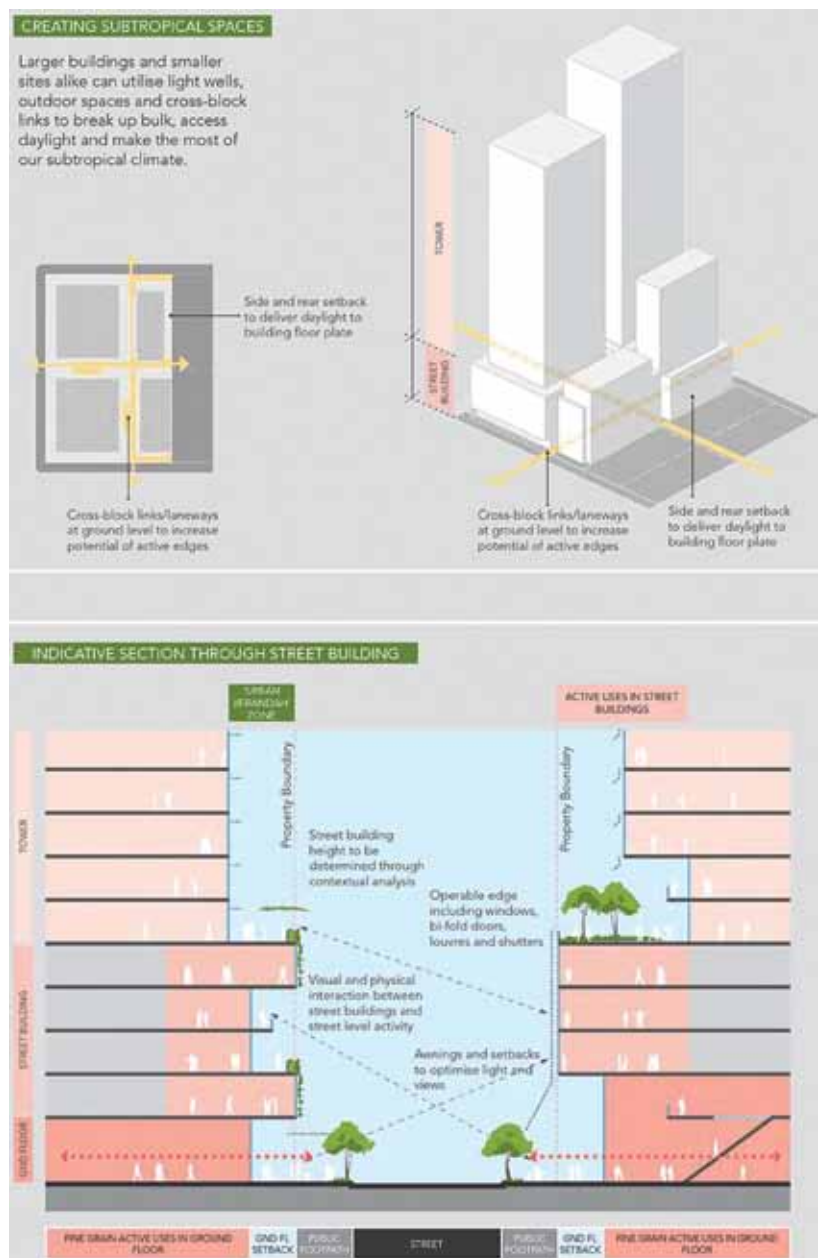 CREATING SUBTROPICAL SPACES
Larger buildings and smaller
sites alike can utilise light wells,
outdoor spaces and cross-block
links to break up bulk, access
daylight and make the most of
our subtropical climate.
Side and rear setback
to deliver daylight to
building floor plate
Cross-block links/laneways
at ground level to increase
potential of active edges
TOWER
STREET
BUILDING
Cross-block links/laneways
at ground level to increase
potential of active edges
Side and rear setback
to deliver daylight to
building floor plate
INDICATIVE SECTION THROUGH STREET BUILDING
URBAN
VERANDAH
ZONE
ACTIVE USES IN STREET
BUILDINGS
TOWER
STREET BUILDING
GND FLOOR
Property Boundary
Property Boundary
Street building
height to be
determined through
contextual analysis
Operable edge
including windows,
bi-fold doors,
louvres and shutters
Visual and physical
interaction between
street buildings and
street level activity
Awnings and setbacks
to optimise light and
views
FINE GRAIN ACTIVE USES IN GROUND
FLOOR
GND FL
SETBACK
PUBLIC
FOOTPATH
STREET
PUBLIC
FOOTPATH
GND FL
SETBACK
FINE GRAIN ACTIVE USES IN GROUND
FLOOR